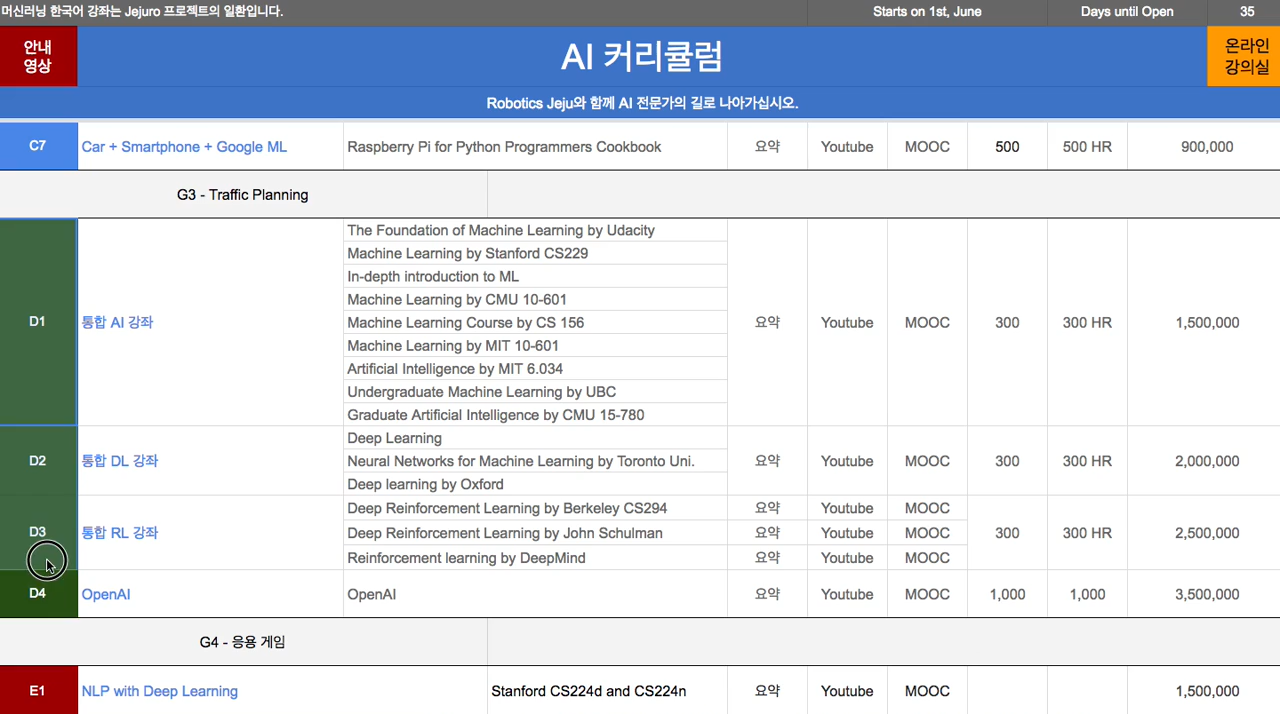 머신러닝 한국어 강좌는 Jejuro 프로젝트의 일환입니다. Starts on 1st, June Days until Open 35
안내 영상 AI 커리큘럼 온라인 강의실
Robotics Jeju와 함께 AI 전문가의 길로 나아가십시오.
C7 Car + Smartphone + Google ML Raspberry Pi for Python Programmers Cookbook 요약 Youtube MOOC 500 500 HR 900,000
G3 - Traffic Planning
The Foundation of Machine Learning by Udacity
Machine Learning by Stanford CS229
In-depth introduction to ML
Machine Learning by CMU 10-601
D1 통합 AI 강좌 Machine Learning Course by CS 156 요약 Youtube MOOC 300 300 HR 1,500,000
Machine Learning by MIT 10-601
Artificial Intelligence by MIT 6.034
Undergraduate Machine Learning by UBC
Graduate Artificial Intelligence by CMU 15-780
Deep Learning
D2 통합 DL 강좌 Neural Networks for Machine Learning by Toronto Uni. 요약 Youtube MOOC 300 300 HR 2,000,000
Deep learning by Oxford
Deep Reinforcement Learning by Berkeley CS294 요약 Youtube MOOC
D3 통합 RL 강좌 Deep Reinforcement Learning by John Schulman 요약 Youtube MOOC 300 300 HR 2,500,000
Reinforcement learning by DeepMind 요약 Youtube MOOC
D4 OpenAI OpenAI 요약 Youtube MOOC 1,000 1,000 3,500,000
G4 - 응용 게임
E1 NLP with Deep Learning Stanford CS224d and CS224n 요약 Youtube MOOC 1,500,000